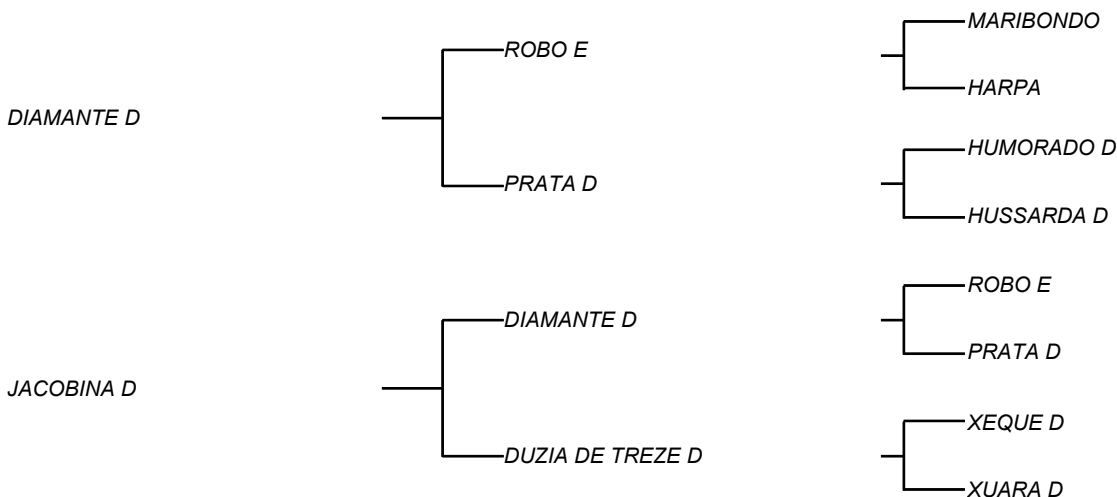 MARIBONDO
ROBO E
HARPA
DIAMANTE D
HUMORADO D
PRATA D
HUSSARDA D
ROBO E
DIAMANTE D
PRATA D
JACOBINA D
XEQUE D
DUZIA DE TREZE D
XUARA D